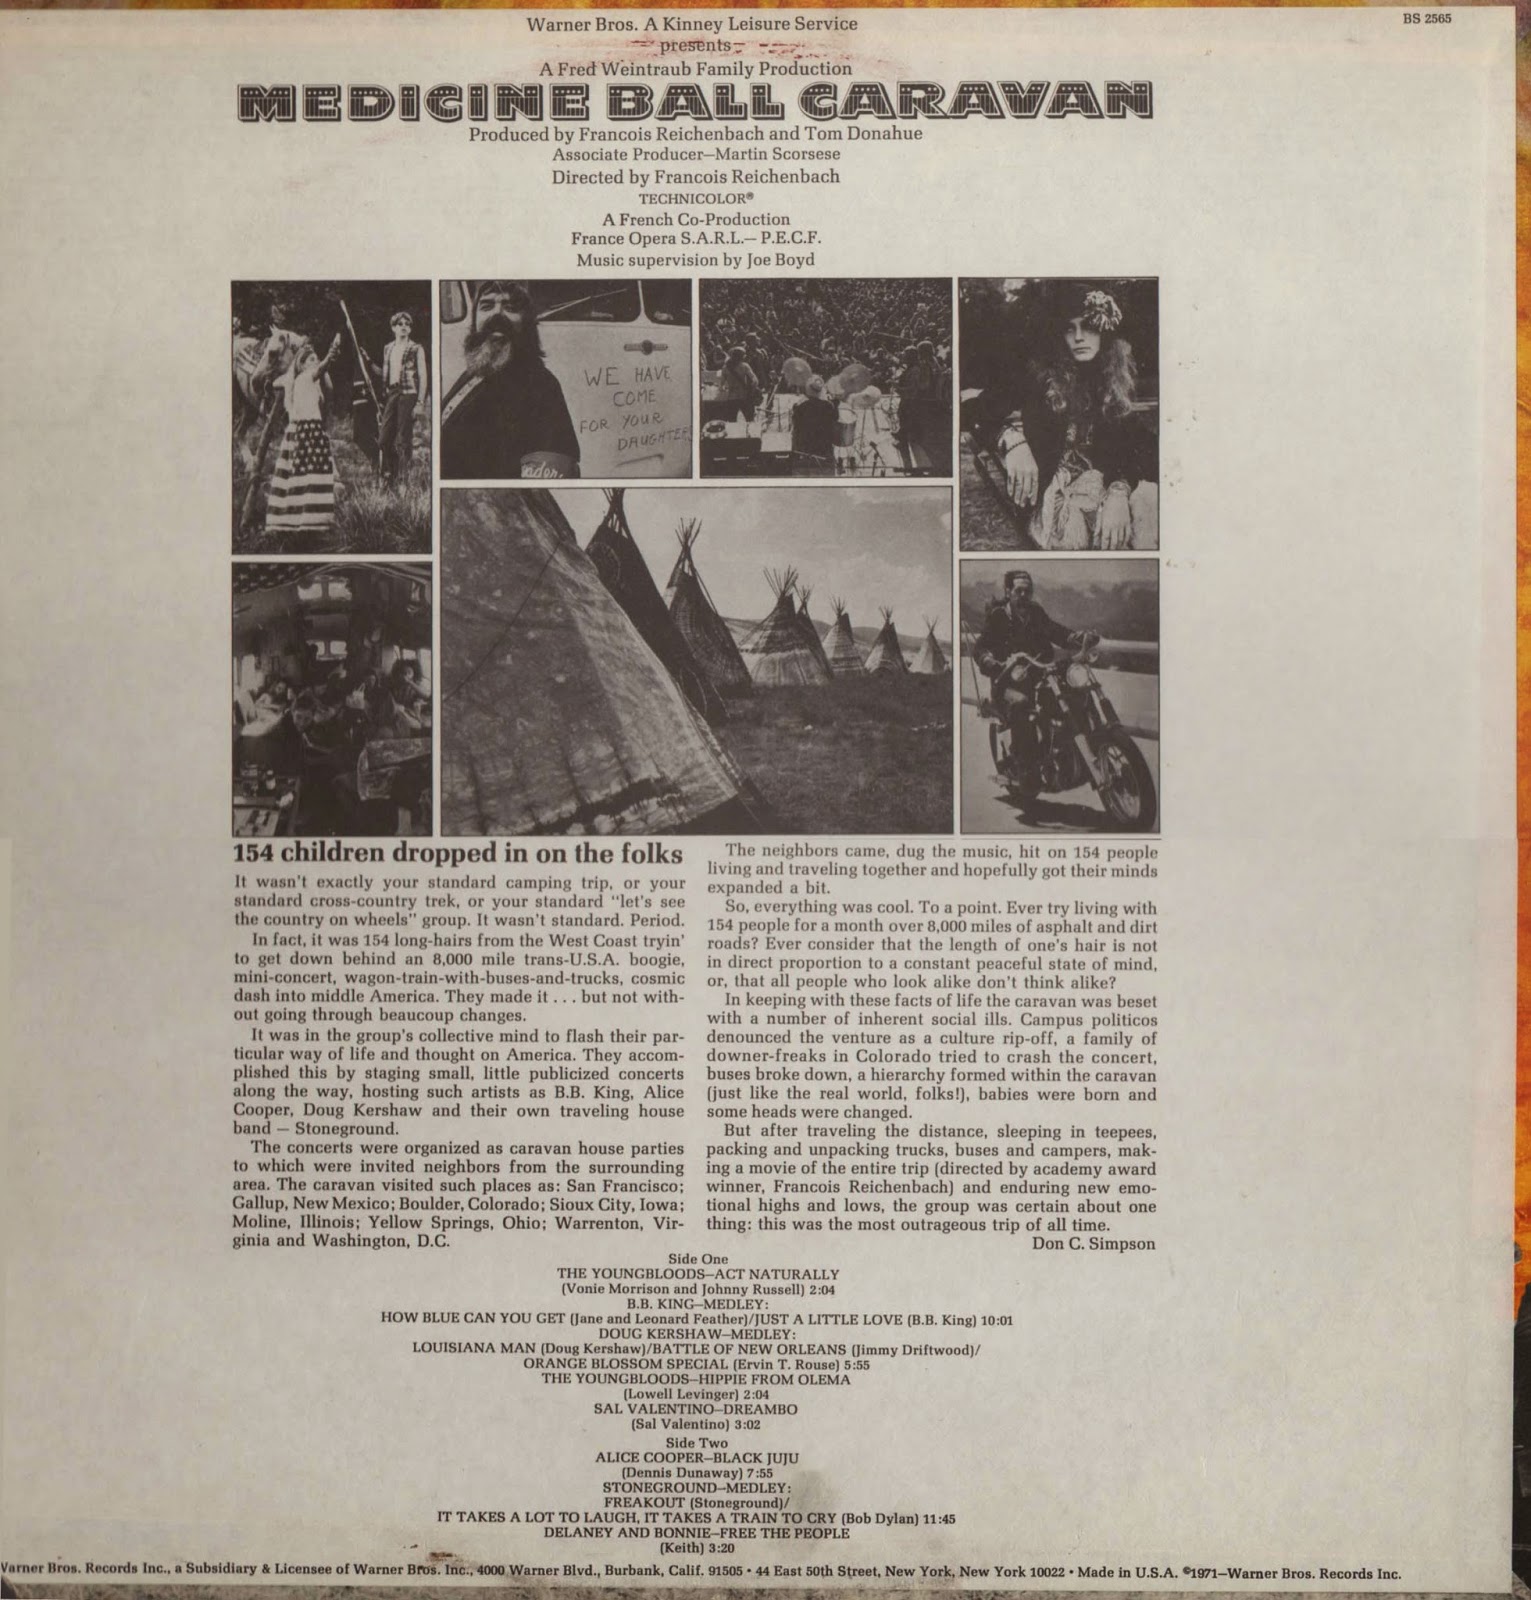 BS 2565
Warner Bros. A Kinney Leisure Service
presents
A Fred Weintraub Family Production
MEDICINE BALL CARAVAN
Produced by Francois Reichenbach and Tom Donahue
Associate Producer—Martin Scorsese
Directed by Francois Reichenbach
TECHNICOLOR®
A French Co-Production
France Opera S.A.R.L.— P.E.C.F.
Music supervision by Joe Boyd
WE HAVE
COME
FOR YOUR
DAUGHTER
154 children dropped in on the folks
It wasn't exactly your standard camping trip, or your
standard cross-country trek, or your standard "let's see
the country on wheels" group. It wasn't standard. Period.
In fact, it was 154 long-hairs from the West Coast tryin'
to get down behind an 8,000 mile trans-U.S.A. boogie,
mini-concert, wagon-train-with-buses-and-trucks, cosmic
dash into middle America. They made it . . . but not with-
out going through beaucoup changes.
It was in the group's collective mind to flash their par-
ticular way of life and thought on America. They accom-
plished this by staging small, little publicized concerts
along the way, hosting such artists as B.B. King, Alice
Cooper, Doug Kershaw and their own traveling house
band — Stoneground.
The concerts were organized as caravan house parties
to which were invited neighbors from the surrounding
area. The caravan visited such places as: San Francisco;
Gallup, New Mexico; Boulder, Colorado; Sioux City, Iowa;
Moline, Illinois; Yellow Springs, Ohio; Warrenton, Vir-
ginia and Washington, D.C.
The neighbors came, dug the music, hit on 154 people
living and traveling together and hopefully got their minds
expanded a bit.
So, everything was cool. To a point. Ever try living with
154 people for a month over 8,000 miles of asphalt and dirt
roads? Ever consider that the length of one's hair is not
in direct proportion to a constant peaceful state of mind,
or, that all people who look alike don't think alike?
In keeping with these facts of life the caravan was beset
with a number of inherent social ills. Campus politicos
denounced the venture as a culture rip-off, a family of
downer-freaks in Colorado tried to crash the concert,
buses broke down, a hierarchy formed within the caravan
(just like the real world, folks!), babies were born and
some heads were changed.
But after traveling the distance, sleeping in teepees,
packing and unpacking trucks, buses and campers, mak-
ing a movie of the entire trip (directed by academy award
winner, Francois Reichenbach) and enduring new emo-
tional highs and lows, the group was certain about one
thing: this was the most outrageous trip of all time.
Don C. Simpson
Side One
THE YOUNGBLOODS—ACT NATURALLY
(Vonie Morrison and Johnny Russell) 2:04
B.B. KING—MEDLEY:
HOW BLUE CAN YOU GET (Jane and Leonard Feather)/JUST A LITTLE LOVE (B.B. King) 10:01
DOUG KERSHAW—MEDLEY:
LOUISIANA MAN (Doug Kershaw)/BATTLE OF NEW ORLEANS (Jimmy Driftwood)/
ORANGE BLOSSOM SPECIAL (Ervin T. Rouse) 5:55
THE YOUNGBLOODS—HIPPIE FROM OLEMA
(Lowell Levinger) 2:04
SAL VALENTINO—DREAMBO
(Sal Valentino) 3:02
Side Two
ALICE COOPER—BLACK JUJU
(Dennis Dunaway) 7:55
STONEGROUND—MEDLEY:
FREAKOUT (Stoneground)/
IT TAKES A LOT TO LAUGH, IT TAKES A TRAIN TO CRY (Bob Dylan) 11:45
DELANEY AND BONNIE—FREE THE PEOPLE
(Keith) 3:20
Warner Bros. Records Inc., a Subsidiary & Licensee of Warner Bros. Inc., 4000 Warner Blvd., Burbank, Calif. 91505 • 44 East 50th Street, New York, New York 10022 • Made in U.S.A. ©1971—Warner Bros. Records Inc.